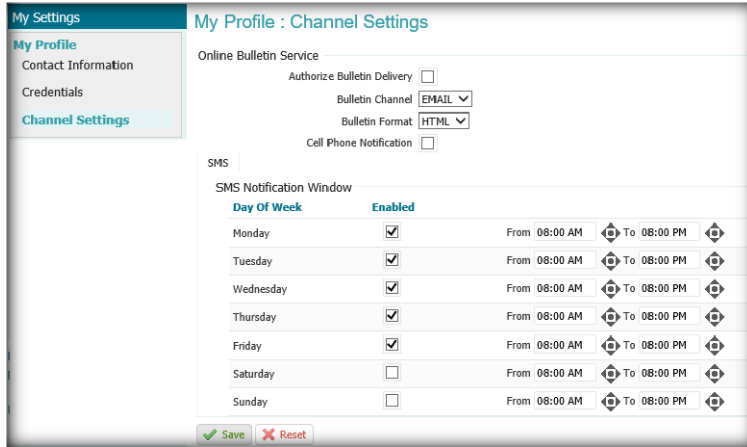 My Settings
My Profile
Contact Information
Credentials
Channel Settings
My Profile : Channel Settings
Online Bulletin Service
Authorize Bulletin Delivery
Bulletin Channel EMAIL
Bulletin Format HTML
Cell Phone Notification
SMS
SMS Notification Window
Day Of Week Enabled
Monday From 08:00 AM To 08:00 PM
Tuesday From 08:00 AM To 08:00 PM
Wednesday From 08:00 AM To 08:00 PM
Thursday From 08:00 AM To 08:00 PM
Friday From 08:00 AM To 08:00 PM
Saturday From 08:00 AM To 08:00 PM
Sunday From 08:00 AM To 08:00 PM
Save Reset